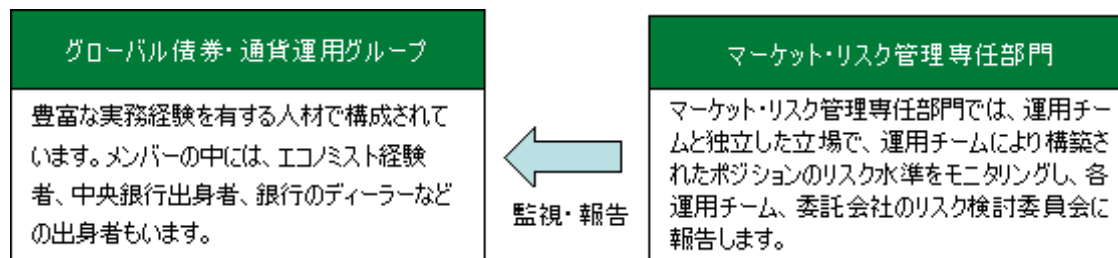 グローバル債券・通貨運用グループ
豊富な実務経験を有する人材で構成されて
います。メンバーの中には、エコノミスト経験
者、中央銀行出身者、銀行のディーラーなど
の出身者もいます。
監視・報告
マーケット・リスク管理専任部門
マーケット・リスク管理専任部門では、運用チー
ムと独立した立場で、運用チームにより構築さ
れたポジションのリスク水準をモニタリングし、各
運用チーム、委託会社のリスク検討委員会に
報告します。